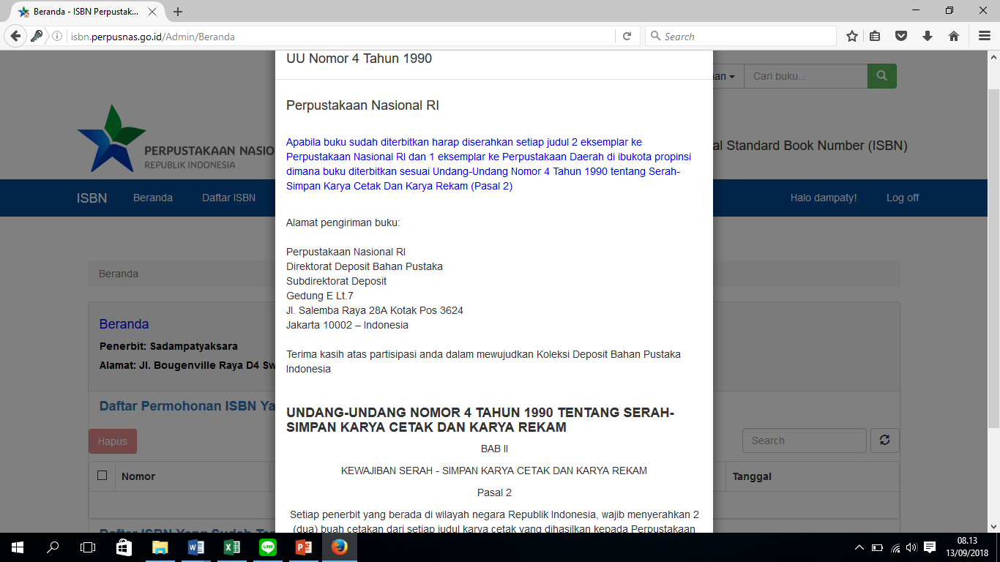 Beranda - ISBN Perpustak...
isbn.perpusnas.go.id/Admin/Beranda
Search
UU Nomor 4 Tahun 1990
Cari buku...
Perpustakaan Nasional RI
PERPUSTAKAAN NASIO
REPUBLIK INDONESIA
al Standard Book Number (ISBN)
Apabila buku sudah diterbitkan harap diserahkan setiap judul 2 eksemplar ke
Perpustakaan Nasional RI dan 1 eksemplar ke Perpustakaan Daerah di ibukota propinsi
dimana buku diterbitkan sesuai Undang-Undang Nomor 4 Tahun 1990 tentang Serah-
Simpan Karya Cetak Dan Karya Rekam (Pasal 2)
ISBN
Beranda
Daftar ISBN
Halo dampaty!
Log off
Alamat pengiriman buku:
Perpustakaan Nasional RI
Direktorat Deposit Bahan Pustaka
Subdirektorat Deposit
Gedung E Lt.7
Jl. Salemba Raya 28A Kotak Pos 3624
Jakarta 10002 – Indonesia
Terima kasih atas partisipasi anda dalam mewujudkan Koleksi Deposit Bahan Pustaka
Indonesia
Beranda
Beranda
Penerbit: Sadampatyaksara
Alamat: Jl. Bougenville Raya D4 Sw
Daftar Permohonan ISBN Ya
Hapus
Search
Nomor
Tanggal
UNDANG-UNDANG NOMOR 4 TAHUN 1990 TENTANG SERAH-
SIMPAN KARYA CETAK DAN KARYA REKAM
BAB II
KEWAJIBAN SERAH - SIMPAN KARYA CETAK DAN KARYA REKAM
Pasal 2
Setiap penerbit yang berada di wilayah negara Republik Indonesia, wajib menyerahkan 2
(dua) buah cetakan dari setiap judul karya cetak yang dihasilkan kepada Perpustakaan
Daftar ISBN Yang Sudah Ter
08.13
13/09/2018